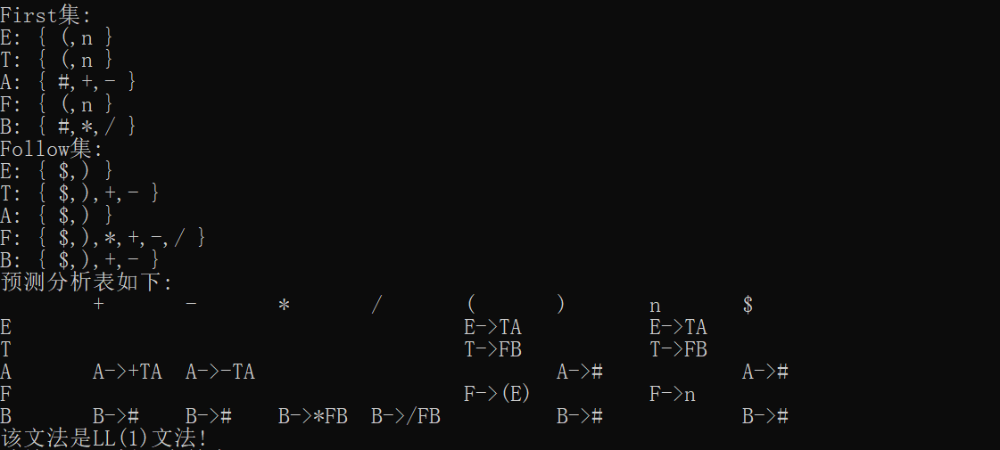 First集:
E: { (,n }
T: { (,n }
A: { #,+,- }
F: { (,n }
B: { #,*,/ }
Follow集:
E: { $,) }
T: { $,),+,- }
A: { $,) }
F: { $,),*,+,-,/ }
B: { $,),+,- }
预测分析表如下:
+ - * / ( ) n $
E E->TA E->TA
T T->FB T->FB
A A->+TA A->-TA A-># A->#
F F->(E) F->n
B B-># B-># B->*FB B->/FB B-># B->#
该文法是LL(1)文法!